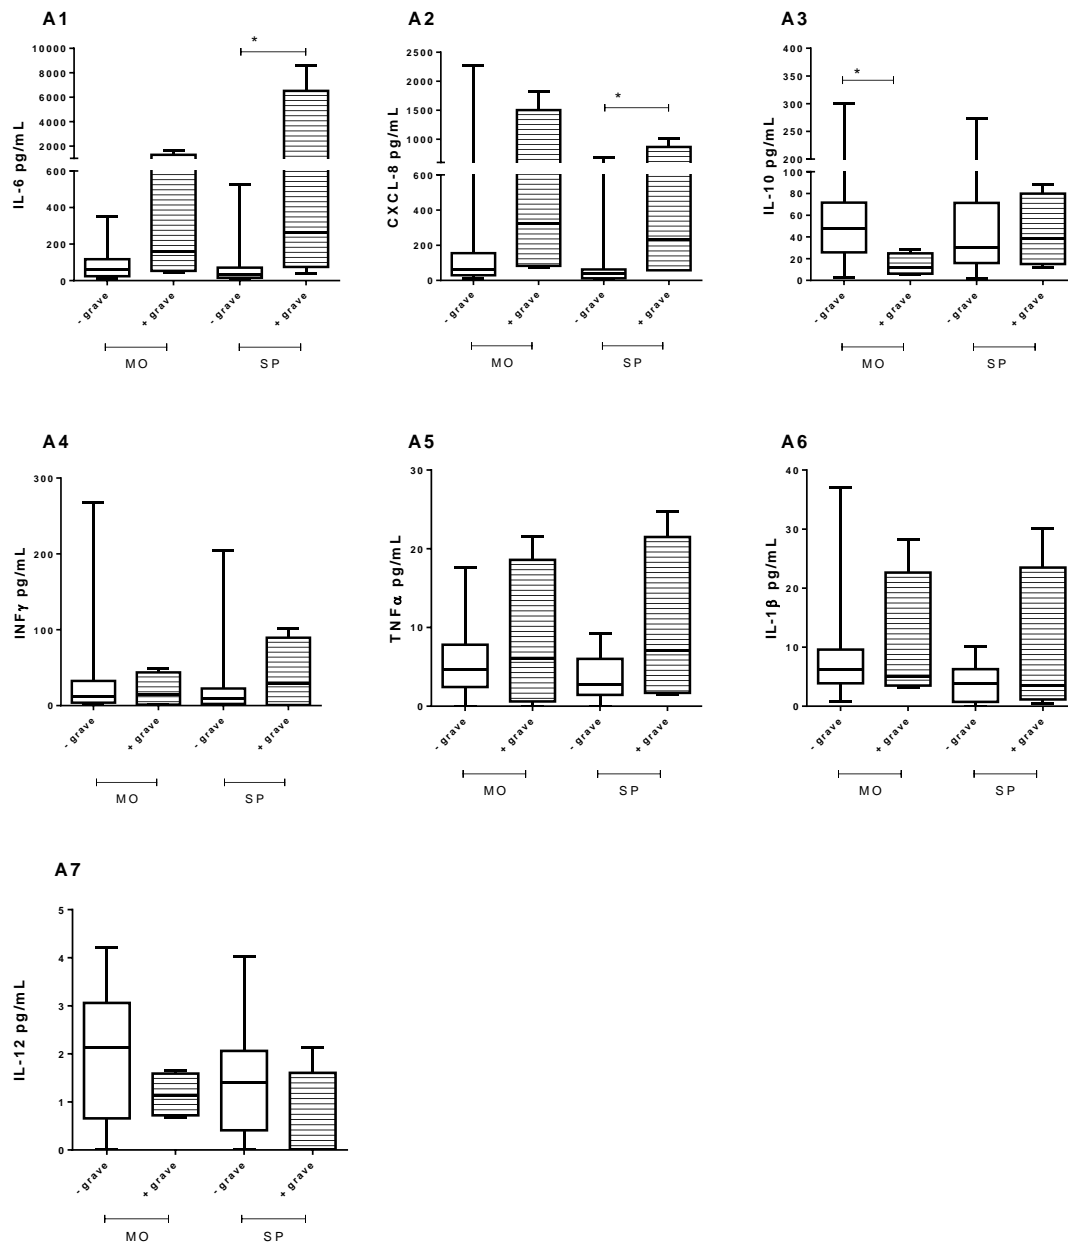 A1
IL-6 pg/mL
10000
8000
6000
4000
2000
600
400
200
0
*
- grave
+ grave
- grave
+ grave
MO
SP
A2
CXCL-8 pg/mL
2500
2000
1500
1000
600
400
200
0
*
- grave
+ grave
- grave
+ grave
MO
SP
A3
IL-10 pg/mL
400
350
300
250
200
100
80
60
40
20
0
*
- grave
+ grave
- grave
+ grave
MO
SP
A4
INFγ pg/mL
300
200
100
0
- grave
+ grave
- grave
+ grave
MO
SP
A5
TNFα pg/mL
30
20
10
0
- grave
+ grave
- grave
+ grave
MO
SP
A6
IL-1β pg/mL
40
30
20
10
0
- grave
+ grave
- grave
+ grave
MO
SP
A7
IL-12 pg/mL
5
4
3
2
1
0
- grave
+ grave
- grave
+ grave
MO
SP